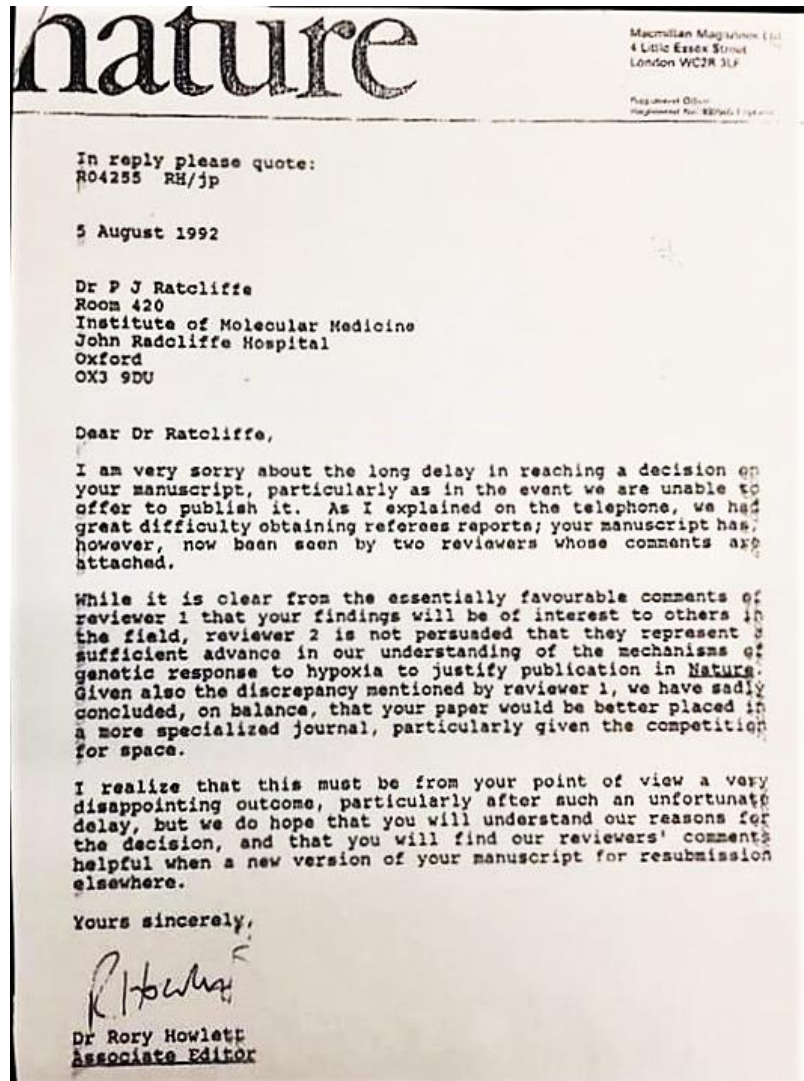 nature
Macmillan Magazines Ltd
4 Little Essex Street
London WC2R 3LF
Registered Office
In reply please quote:
R04255 RH/jp
5 August 1992
Dr P J Ratcliffe
Room 420
Institute of Molecular Medicine
John Radcliffe Hospital
Oxford
OX3 9DU
Dear Dr Ratcliffe,
I am very sorry about the long delay in reaching a decision on
your manuscript, particularly as in the event we are unable to
offer to publish it. As I explained on the telephone, we had
great difficulty obtaining referees reports; your manuscript has,
however, now been seen by two reviewers whose comments are
attached.
While it is clear from the essentially favourable comments of
reviewer 1 that your findings will be of interest to others in
the field, reviewer 2 is not persuaded that they represent a
sufficient advance in our understanding of the mechanisms of
genetic response to hypoxia to justify publication in Nature.
Given also the discrepancy mentioned by reviewer 1, we have sadly
concluded, on balance, that your paper would be better placed in
a more specialized journal, particularly given the competition
for space.
I realize that this must be from your point of view a very
disappointing outcome, particularly after such an unfortunate
delay, but we do hope that you will understand our reasons for
the decision, and that you will find our reviewers' comments
helpful when a new version of your manuscript for resubmission
elsewhere.
Yours sincerely,
R Howlett
Dr Rory Howlett
Associate Editor